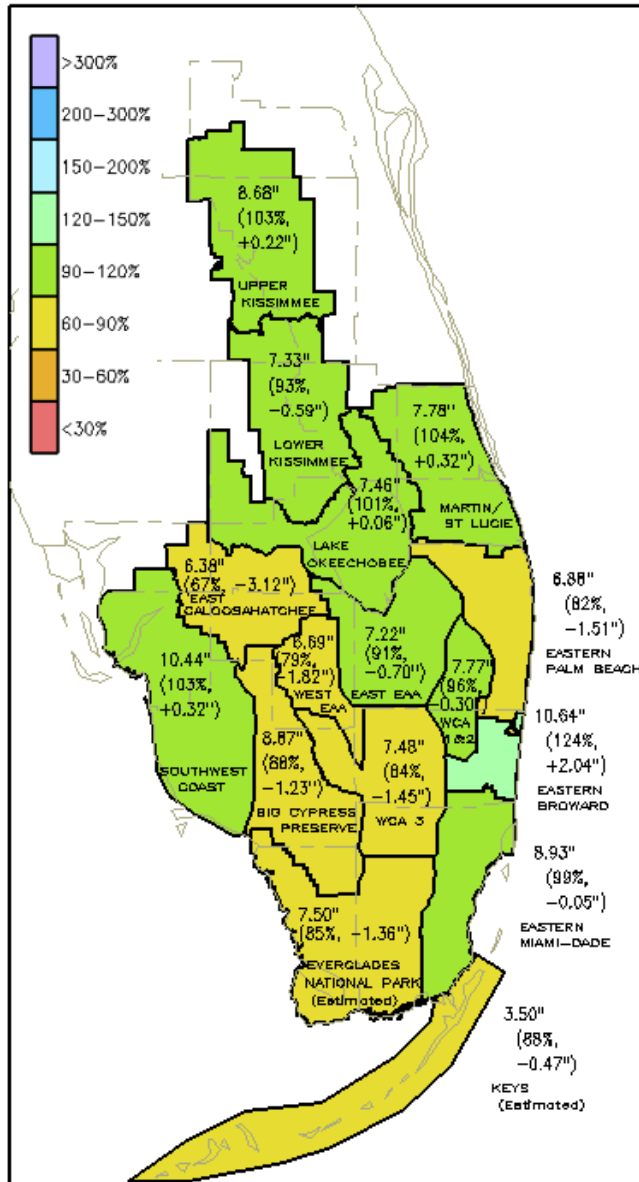 >300%
200-300%
150-200%
120-150%
90-120%
60-90%
30-60%
<30%
8.68"
(103%,
+0.22")
UPPER
KISSIMMEE
7.33"
(93%,
-0.59")
LOWER
KISSIMMEE
7.78"
(104%,
+0.32")
MARTIN/
ST LUCIE
7.46"
(101%,
+0.06")
LAKE
OKEECHOBEE
6.38"
(67%, -3.12")
EAST
CALOOSAHATCHEE
6.88"
(82%,
-1.51")
EASTERN
PALM BEACH
10.44"
(103%,
+0.32")
SOUTHWEST
COAST
6.69"
(79%,
-1.82")
WEST
EAA
7.22"
(91%,
-0.70")
EAST EAA
7.77"
(96%,
-0.30")
WCA
1&2
10.64"
(124%,
+2.04")
EASTERN
BROWARD
8.87"
(88%,
-1.23")
BIG CYPRESS
PRESERVE
7.48"
(84%,
-1.45")
WCA 3
8.93"
(99%,
-0.05")
EASTERN
MIAMI-DADE
7.50"
(85%, -1.36")
EVERGLADES
NATIONAL PARK
(Estimated)
3.50"
(88%,
-0.47")
KEYS
(Estimated)